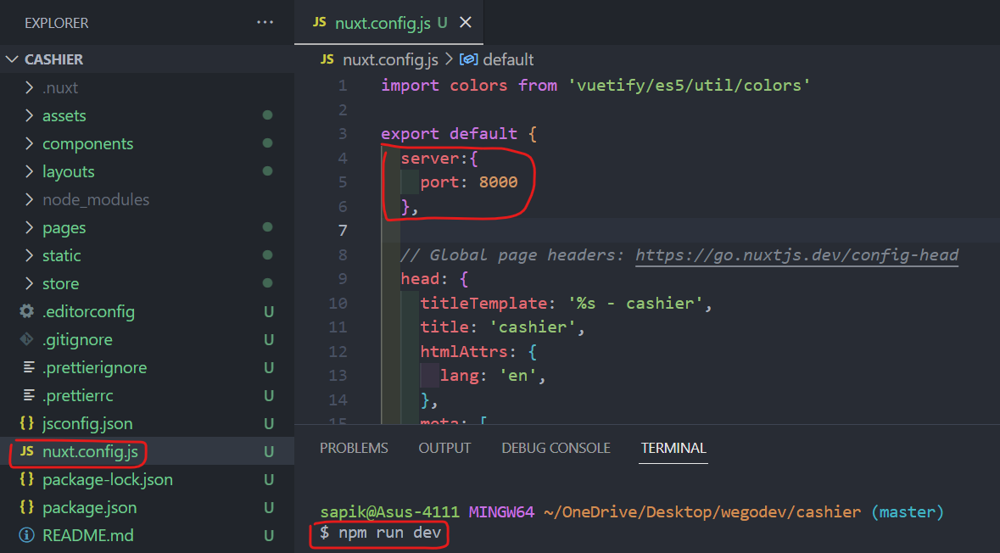 EXPLORER
CASHIER
.nuxt
assets
components
layouts
node_modules
pages
static
store
.editorconfig U
.gitignore U
.prettierignore U
.prettierrc U
{} jsconfig.json U
JS nuxt.config.js U
{} package-lock.json U
{} package.json U
README.md U
JS nuxt.config.js U
JS nuxt.config.js > default
1 import colors from 'vuetify/es5/util/colors'
2
3 export default {
4 server:{
5 port: 8000
6 },
7
8 // Global page headers: https://go.nuxtjs.dev/config-head
9 head: {
10 titleTemplate: '%s - cashier',
11 title: 'cashier',
12 htmlAttrs: {
13 lang: 'en',
14 },
15 meta: [
PROBLEMS OUTPUT DEBUG CONSOLE TERMINAL
sapik@Asus-4111 MINGW64 ~/OneDrive/Desktop/wegodev/cashier (master)
$ npm run dev